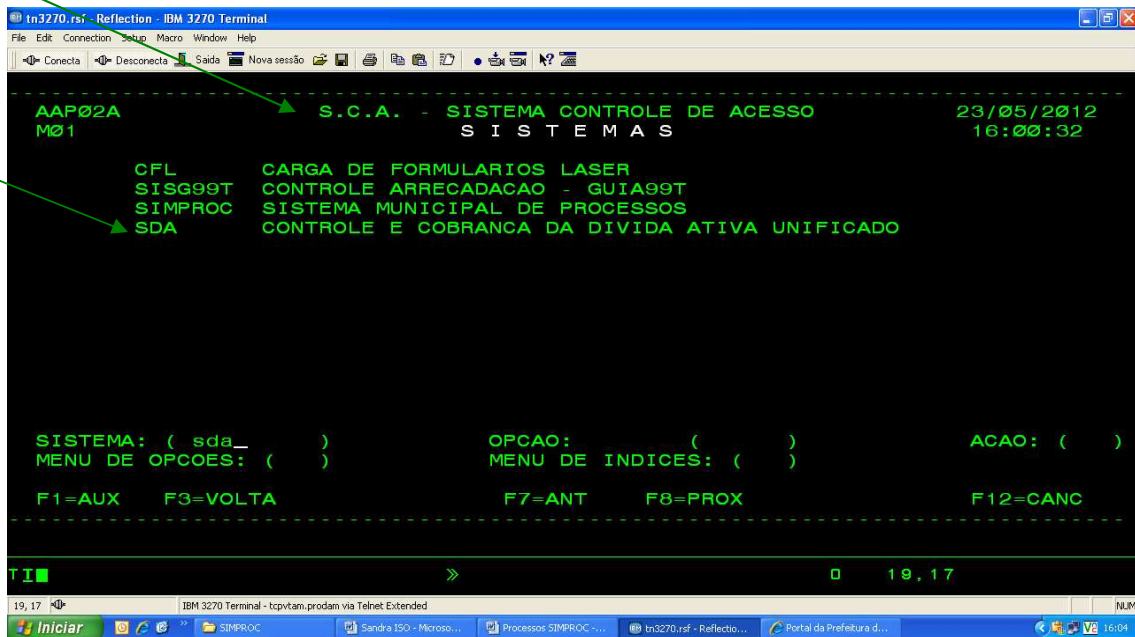 tn3270.rsf - Reflection - IBM 3270 Terminal
File Edit Connection Setup Macro Window Help
Conecta Desconecta Saida Nova sessão
AAPØ2A S.C.A. - SISTEMA CONTROLE DE ACESSO 23/Ø5/2Ø12
MØ1 S I S T E M A S 16:ØØ:32
CFL CARGA DE FORMULARIOS LASER
SISG99T CONTROLE ARRECADACAO - GUIA99T
SIMPROC SISTEMA MUNICIPAL DE PROCESSOS
SDA CONTROLE E COBRANCA DA DIVIDA ATIVA UNIFICADO
SISTEMA: ( sda_ ) OPCAO: ( ) ACAO: ( )
MENU DE OPCOES: ( ) MENU DE INDICES: ( )
F1=AUX F3=VOLTA F7=ANT F8=PROX F12=CANC
TI » 19,17
19, 17 IBM 3270 Terminal - tcpvtam.prodam via Telnet Extended NUM
Iniciar » SIMPROC Sandra ISO - Microso... Processos SIMPROC -... tn3270.rsf - Reflectio... Portal da Prefeitura d... 16:04